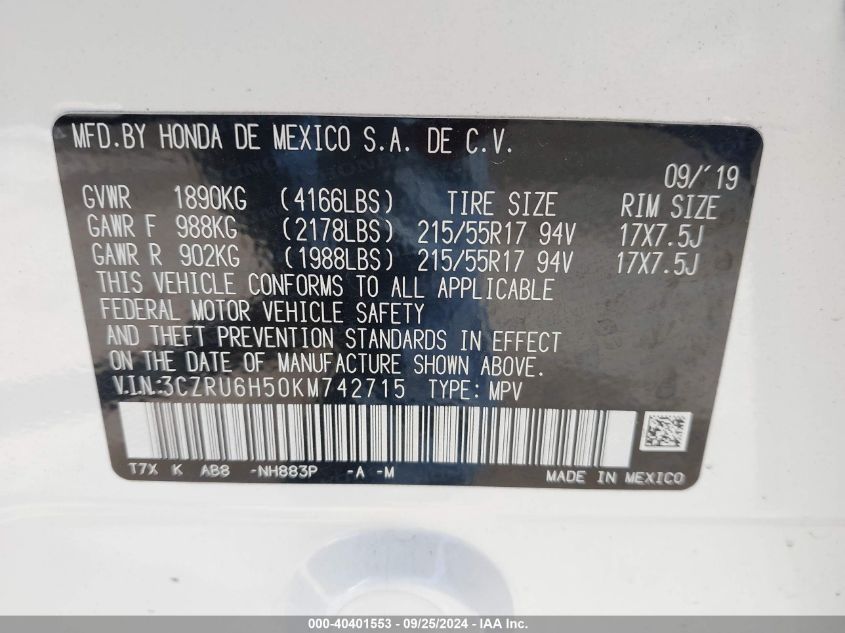 MFD.BY HONDA DE MEXICO S.A. DE C.V.
09/'19
GVWR 1890KG (4166LBS) TIRE SIZE RIM SIZE
GAWR F 988KG (2178LBS) 215/55R17 94V 17X7.5J
GAWR R 902KG (1988LBS) 215/55R17 94V 17X7.5J
THIS VEHICLE CONFORMS TO ALL APPLICABLE
FEDERAL MOTOR VEHICLE SAFETY
AND THEFT PREVENTION STANDARDS IN EFFECT
ON THE DATE OF MANUFACTURE SHOWN ABOVE.
V.I.N:3CZRU6H50KM742715 TYPE: MPV
T7X K AB8 -NH883P -A -M
MADE IN MEXICO
000-40401553 - 09/25/2024 - IAA Inc.